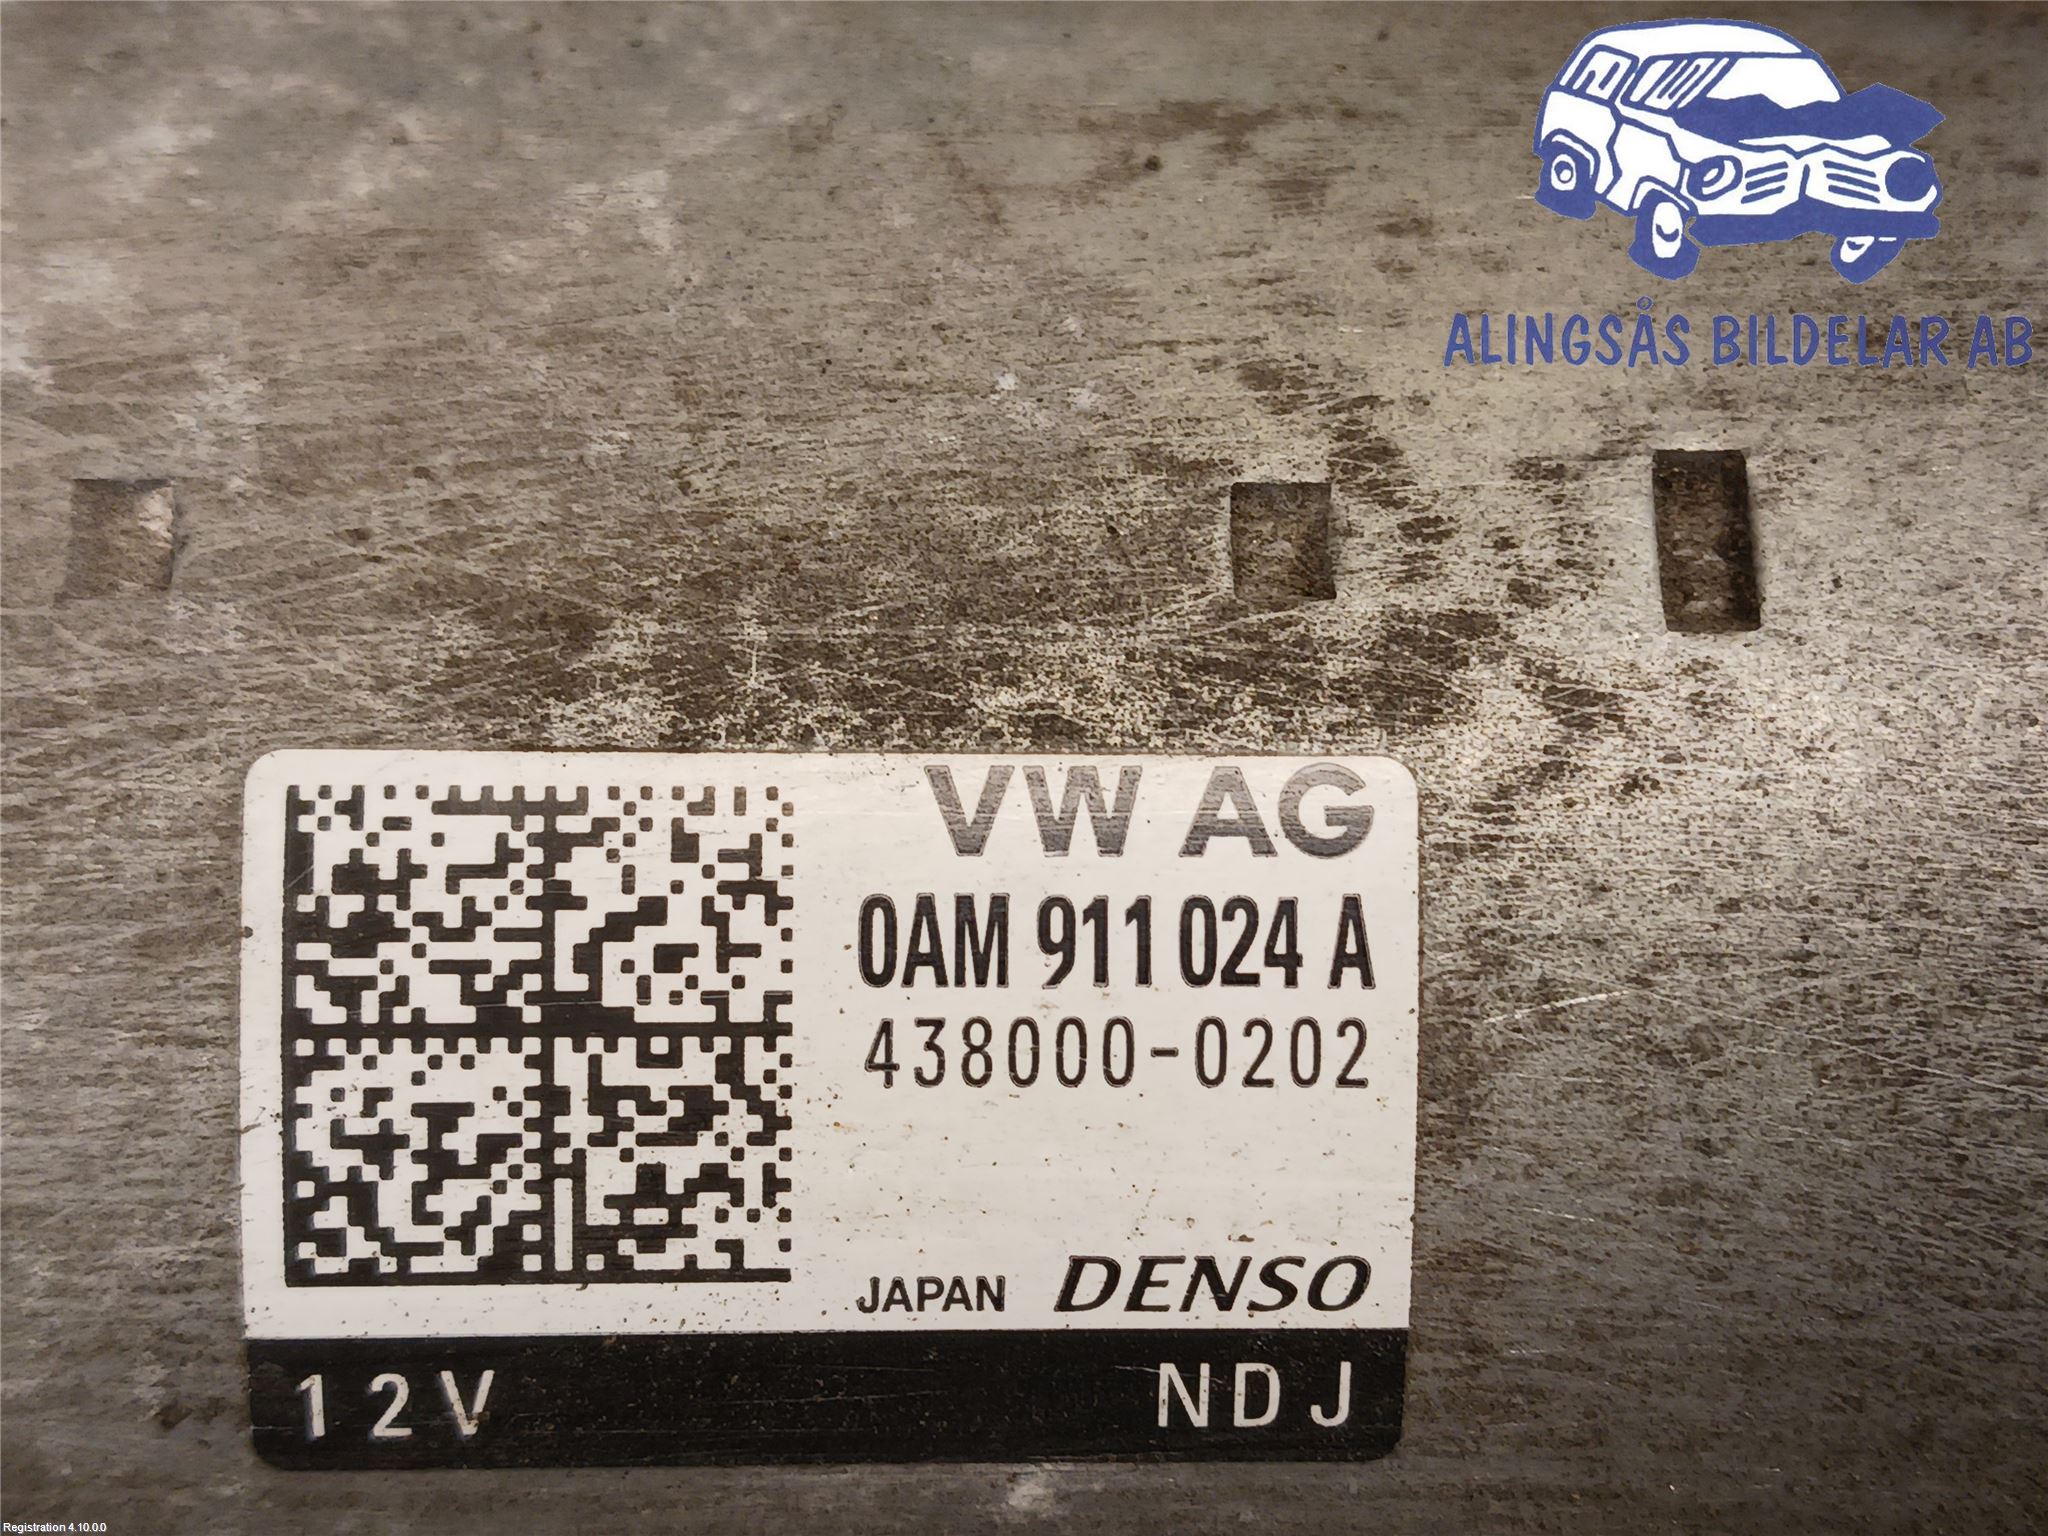 ALINGSÅS BILDELAR AB
VW AG
0AM 911 024 A
438000-0202
JAPAN DENSO
12V NDJ
Registration 4.10.0.0